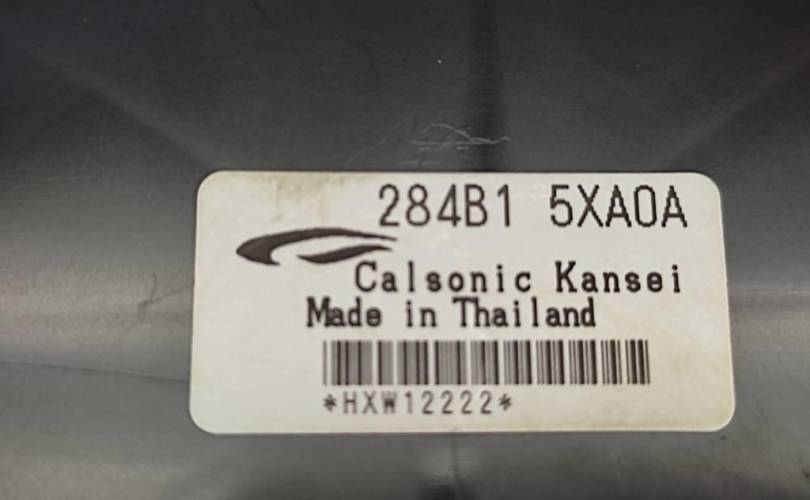 284B1 5XA0A
Calsonic Kansei
Made in Thailand
*HXW12222*